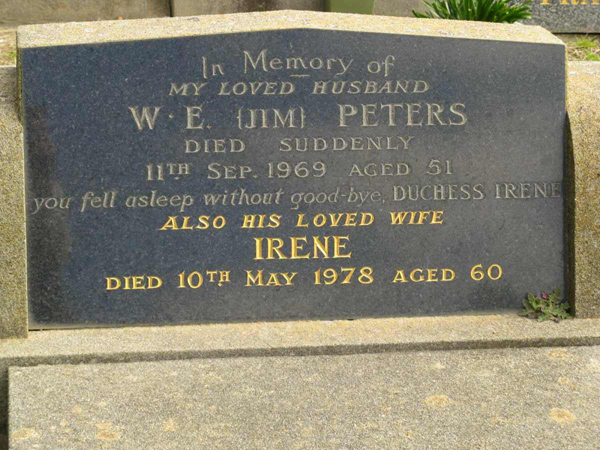 In Memory of
MY LOVED HUSBAND
W·E. {JIM} PETERS
DIED SUDDENLY
11TH SEP. 1969 AGED 51
you fell asleep without good-bye, DUCHESS IRENE
ALSO HIS LOVED WIFE
IRENE
DIED 10TH MAY 1978 AGED 60